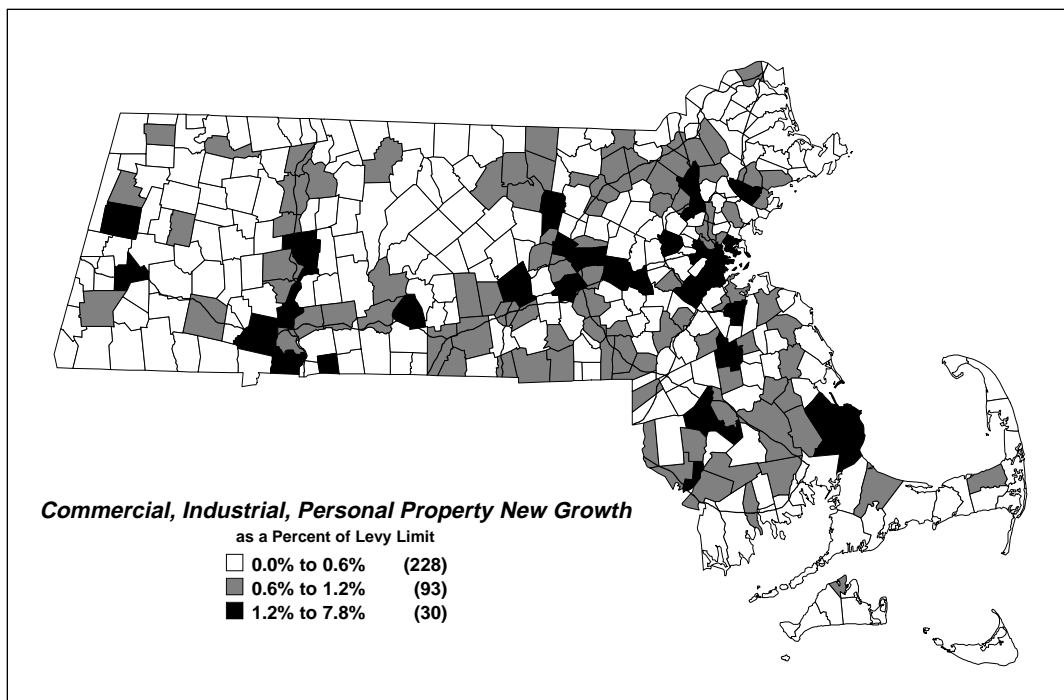 Commercial, Industrial, Personal Property New Growth
as a Percent of Levy Limit
0.0% to 0.6% (228)
0.6% to 1.2% (93)
1.2% to 7.8% (30)